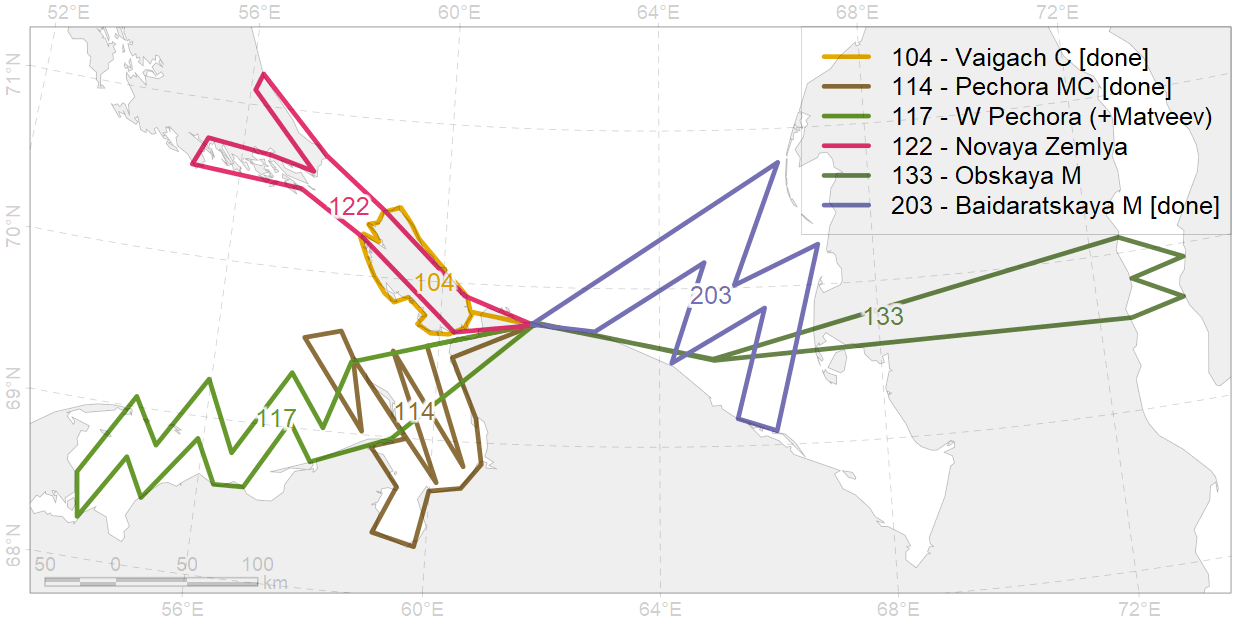 52°E 56°E 60°E 64°E 68°E 72°E
71°N
70°N
69°N
68°N
104 - Vaigach C [done]
114 - Pechora MC [done]
117 - W Pechora (+Matveev)
122 - Novaya Zemlya
133 - Obskaya M
203 - Baidaratskaya M [done]
122
104
203
133
114
117
50 0 50 100
km
56°E 60°E 64°E 68°E 72°E